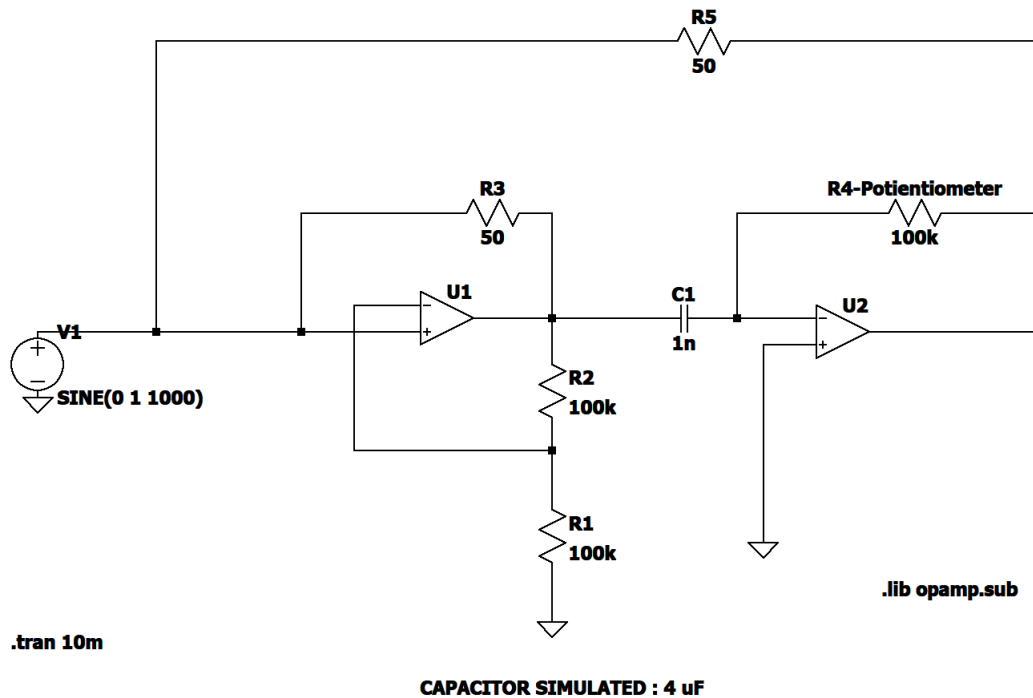 R5
50
R3
50
R4-Potientiometer
100k
U1
C1
1n
U2
V1
SINE(0 1 1000)
R2
100k
R1
100k
.lib opamp.sub
.tran 10m
CAPACITOR SIMULATED : 4 uF